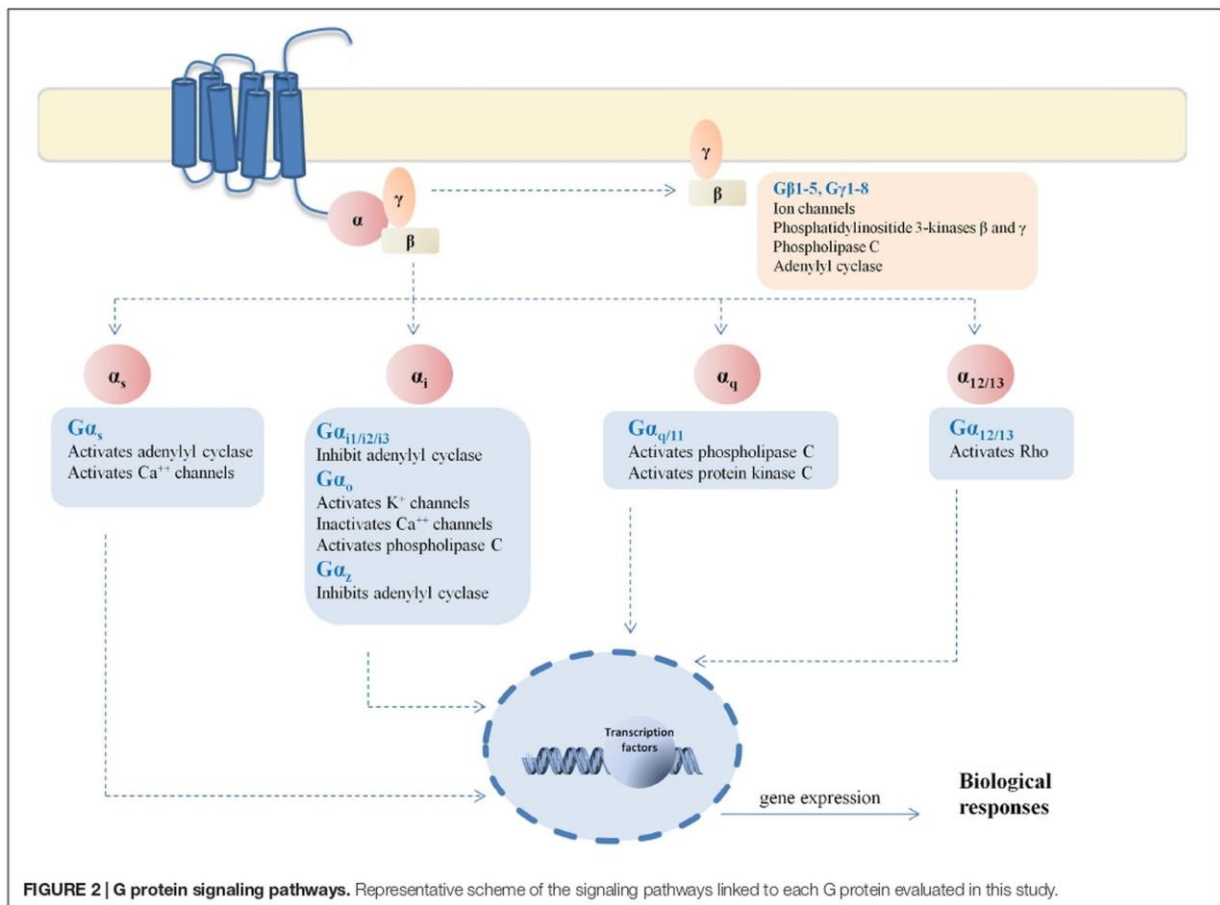 γ
α
β
γ
β
Gβ1-5, Gγ1-8
Ion channels
Phosphatidylinositide 3-kinases β and γ
Phospholipase C
Adenylyl cyclase
αs
Gαs
Activates adenylyl cyclase
Activates Ca++ channels
αi
Gαi1/i2/i3
Inhibit adenylyl cyclase
Gαo
Activates K+ channels
Inactivates Ca++ channels
Activates phospholipase C
Gαz
Inhibits adenylyl cyclase
αq
Gαq/11
Activates phospholipase C
Activates protein kinase C
α12/13
Gα12/13
Activates Rho
Transcription
factors
gene expression
Biological
responses
FIGURE 2 | G protein signaling pathways. Representative scheme of the signaling pathways linked to each G protein evaluated in this study.